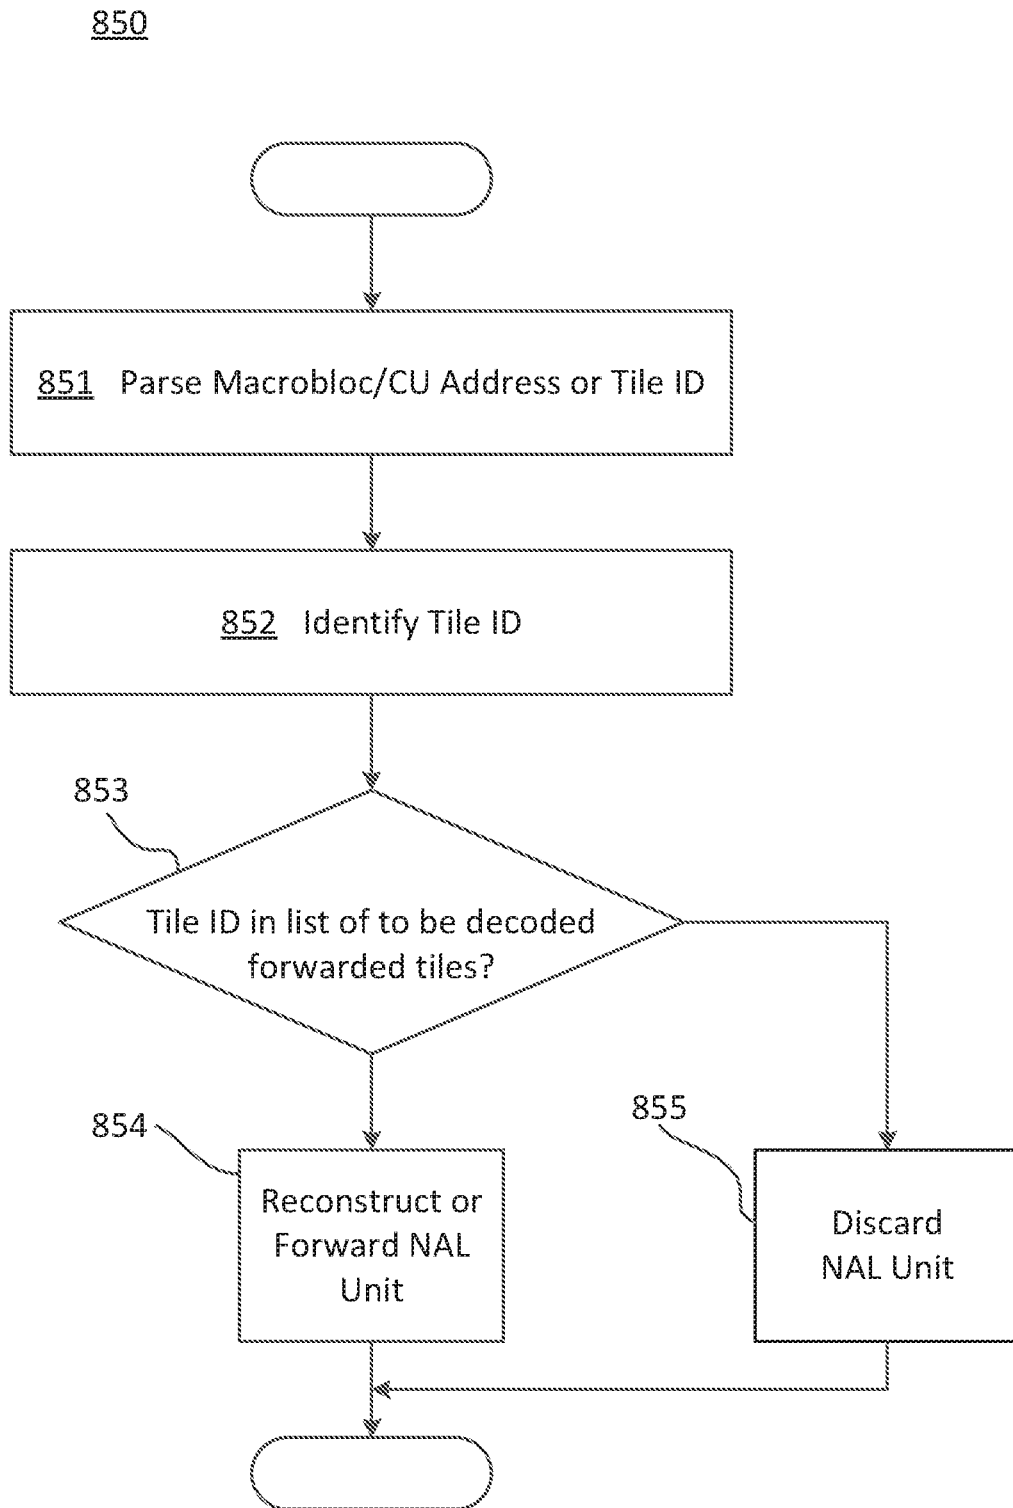 850
851 Parse Macrobloc/CU Address or Tile ID
852 Identify Tile ID
853
Tile ID in list of to be decoded
forwarded tiles?
854
Reconstruct or
Forward NAL
Unit
855
Discard
NAL Unit